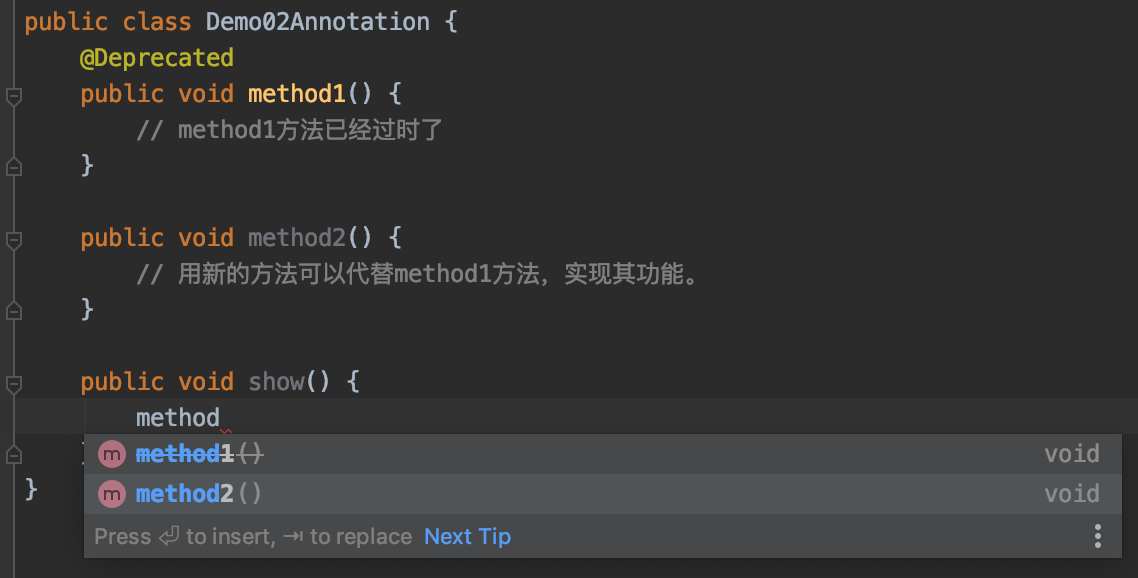 public class Demo02Annotation {
@Deprecated
public void method1() {
// method1方法已经过时了
}
public void method2() {
// 用新的方法可以代替method1方法，实现其功能。
}
public void show() {
method
m method1() void
m method2() void
}
Press ⏎ to insert, ⇥ to replace Next Tip